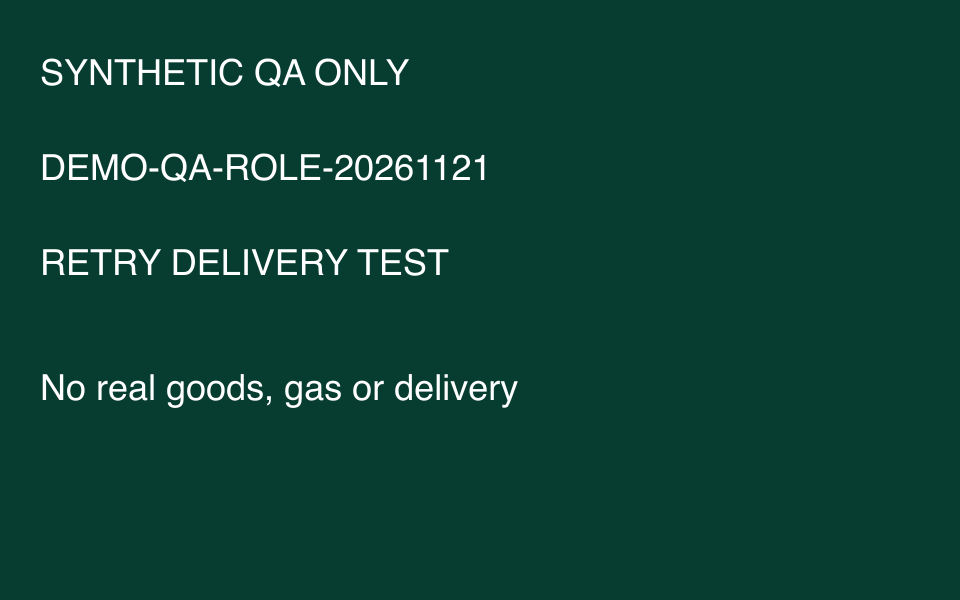 SYNTHETIC QA ONLY
DEMO-QA-ROLE-20261121
RETRY DELIVERY TEST
No real goods, gas or delivery